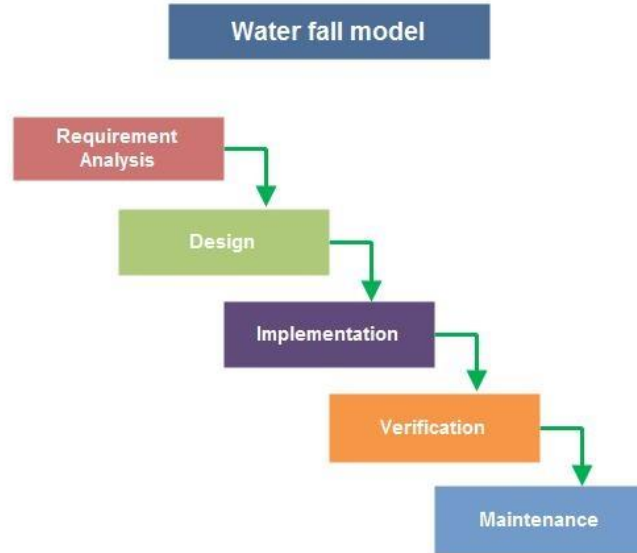 Water fall model
Requirement
Analysis
Design
Implementation
Verification
Maintenance